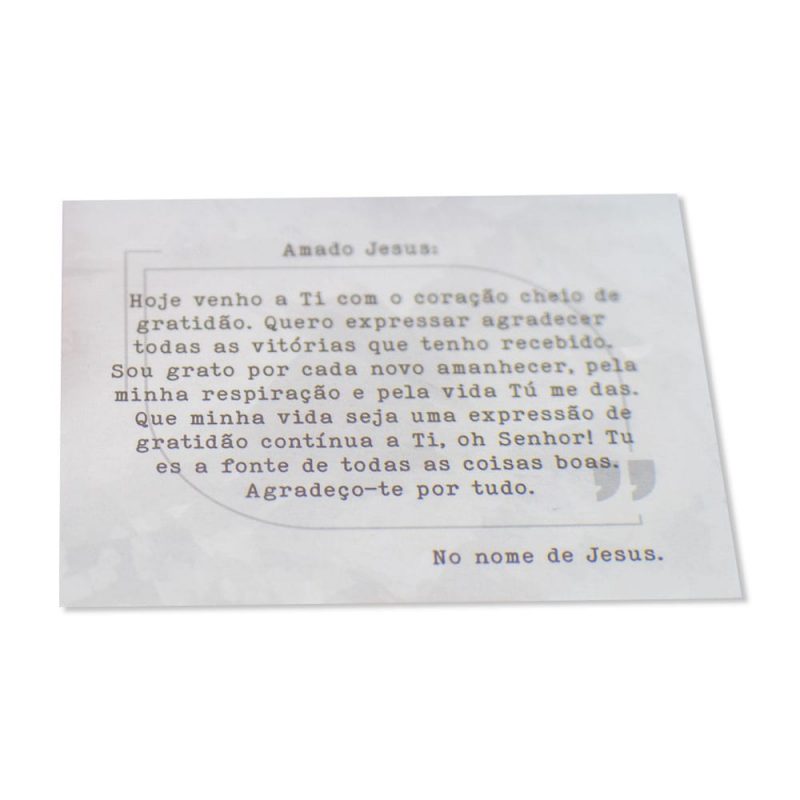 Amado Jesus:
Hoje venho a Ti com o coração cheio de
gratidão. Quero expressar agradecer
todas as vitórias que tenho recebido.
Sou grato por cada novo amanhecer, pela
minha respiração e pela vida Tú me das.
Que minha vida seja uma expressão de
gratidão contínua a Ti, oh Senhor! Tu
es a fonte de todas as coisas boas.
Agradeço-te por tudo.
No nome de Jesus.